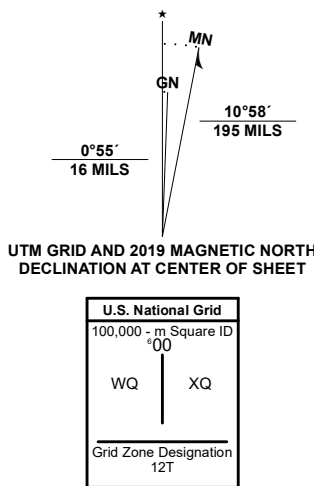 ★
MN
GN
10°58´
195 MILS
0°55´
16 MILS
UTM GRID AND 2019 MAGNETIC NORTH
DECLINATION AT CENTER OF SHEET
U.S. National Grid
100,000 - m Square ID
⁶00
WQ XQ
Grid Zone Designation
12T